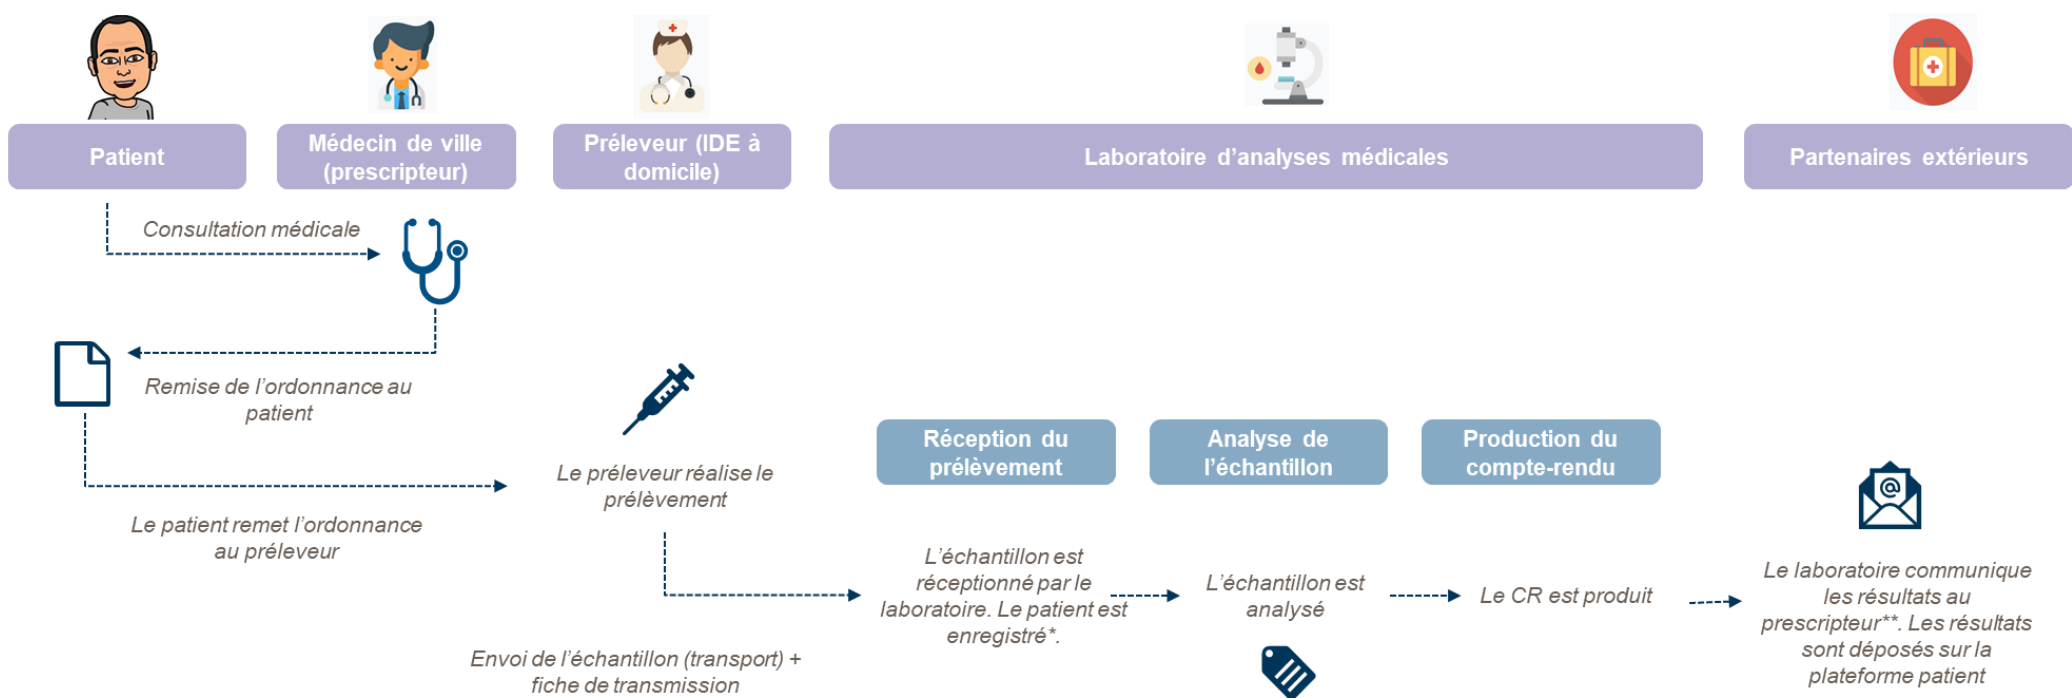 Patient
Médecin de ville
(prescripteur)
Préleveur (IDE à
domicile)
Laboratoire d'analyses médicales
Partenaires extérieurs
Consultation médicale
Remise de l'ordonnance au
patient
Le patient remet l'ordonnance
au préleveur
Le préleveur réalise le
prélèvement
Envoi de l'échantillon (transport) +
fiche de transmission
Réception du
prélèvement
L'échantillon est
réceptionné par le
laboratoire. Le patient est
enregistré*.
Analyse de
l'échantillon
L'échantillon est
analysé
Production du
compte-rendu
Le CR est produit
@
Le laboratoire communique
les résultats au
prescripteur**. Les résultats
sont déposés sur la
plateforme patient